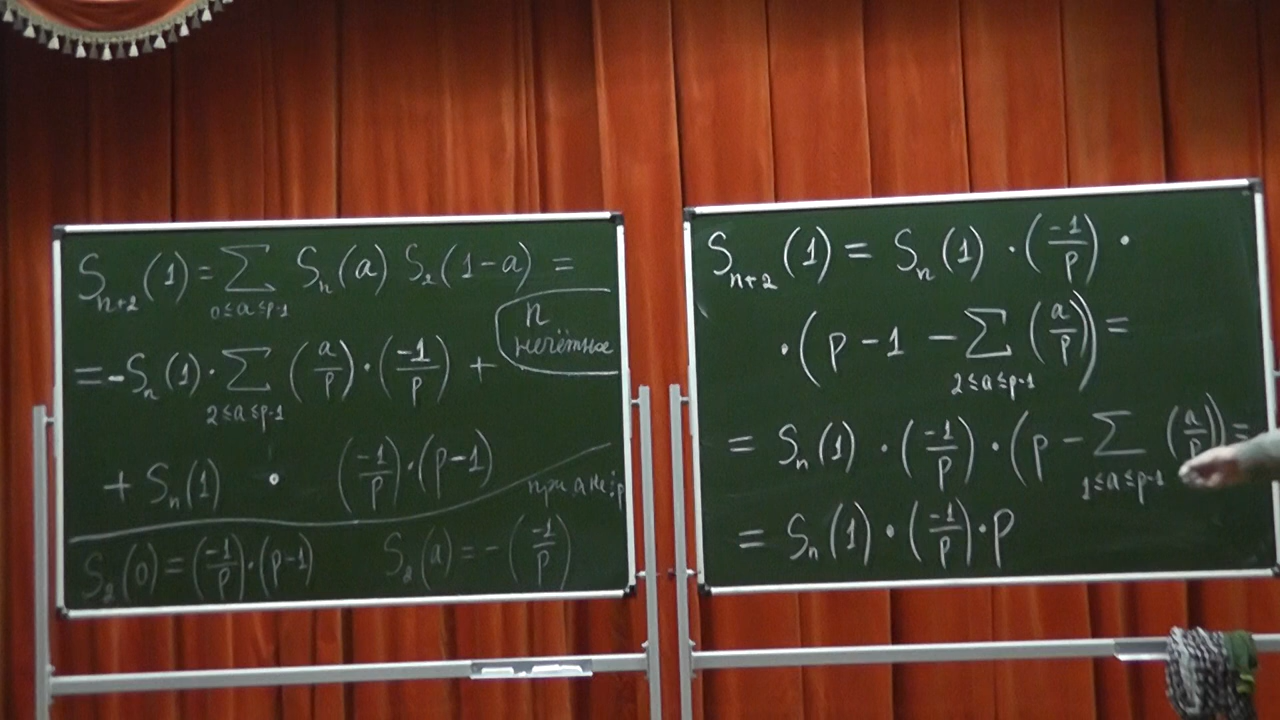 S_{n+2}(1) = ∑_{0≤a≤p-1} S_n(a) S_2(1-a) =
n нечётное
= -S_n(1) · ∑_{2≤a≤p-1} (a/p) · (-1/p) +
+ S_n(1) · (-1/p) · (p-1)
при a не ⋮ p
S_2(0) = (-1/p) · (p-1) S_2(a) = -(-1/p)
S_{n+2}(1) = S_n(1) · (-1/p) ·
· (p - 1 - ∑_{2≤a≤p-1} (a/p)) =
= S_n(1) · (-1/p) · (p - ∑_{1≤a≤p-1} (a/p)) =
= S_n(1) · (-1/p) · p